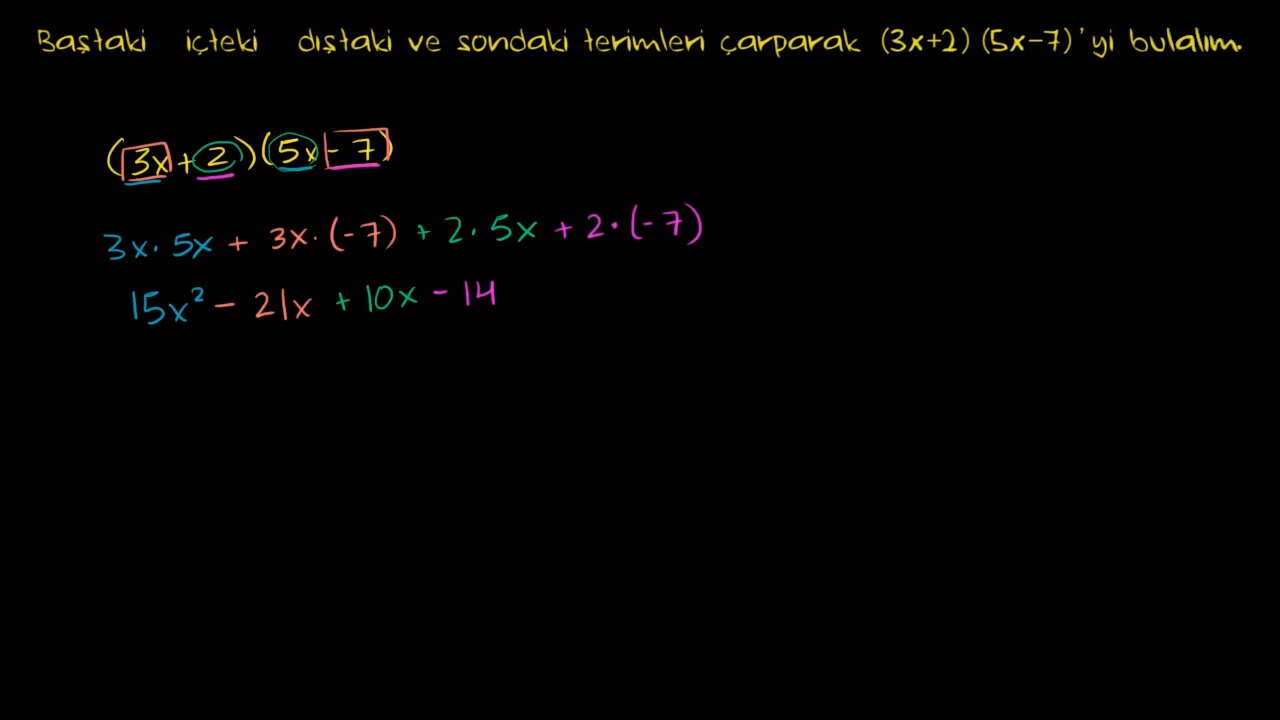 Baştaki içteki dıştaki ve sondaki terimleri çarparak (3x+2) (5x-7)'yi bulalım.
(3x+2)(5x-7)
3x· 5x + 3x·(-7) + 2·5x + 2·(-7)
15x² - 21x + 10x - 14